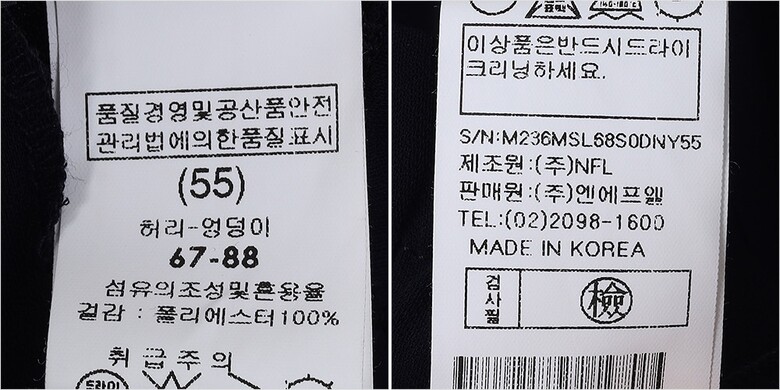 품질경영및공산품안전
관리법에의한품질표시
(55)
허리-엉덩이
67-88
섬유의조성및혼용율
겉감 : 폴리에스터100%
취급주의
드라이
이상품은반드시드라이
크리닝하세요.
S/N:M236MSL68S0DNY55
제조원:(주)NFL
판매원:(주)엔에프엘
TEL:(02)2098-1600
MADE IN KOREA
검사필
檢